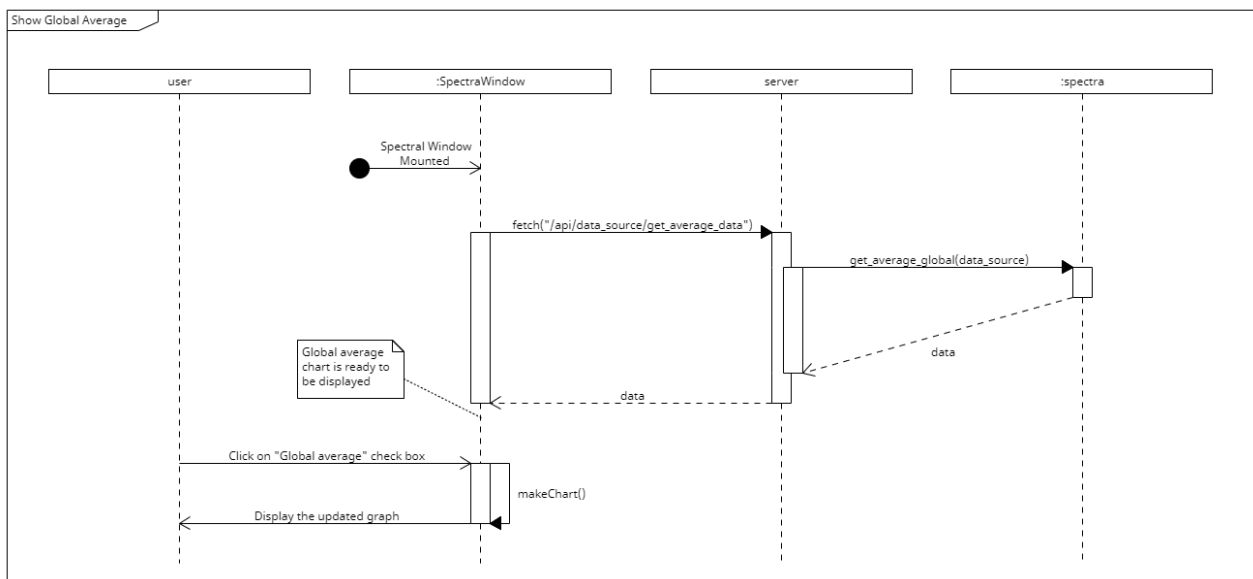 Show Global Average
user
:SpectraWindow
server
:spectra
Spectral Window
Mounted
fetch("/api/data_source/get_average_data")
get_average_global(data_source)
data
Global average
chart is ready to
be displayed
data
Click on "Global average" check box
makeChart()
Display the updated graph